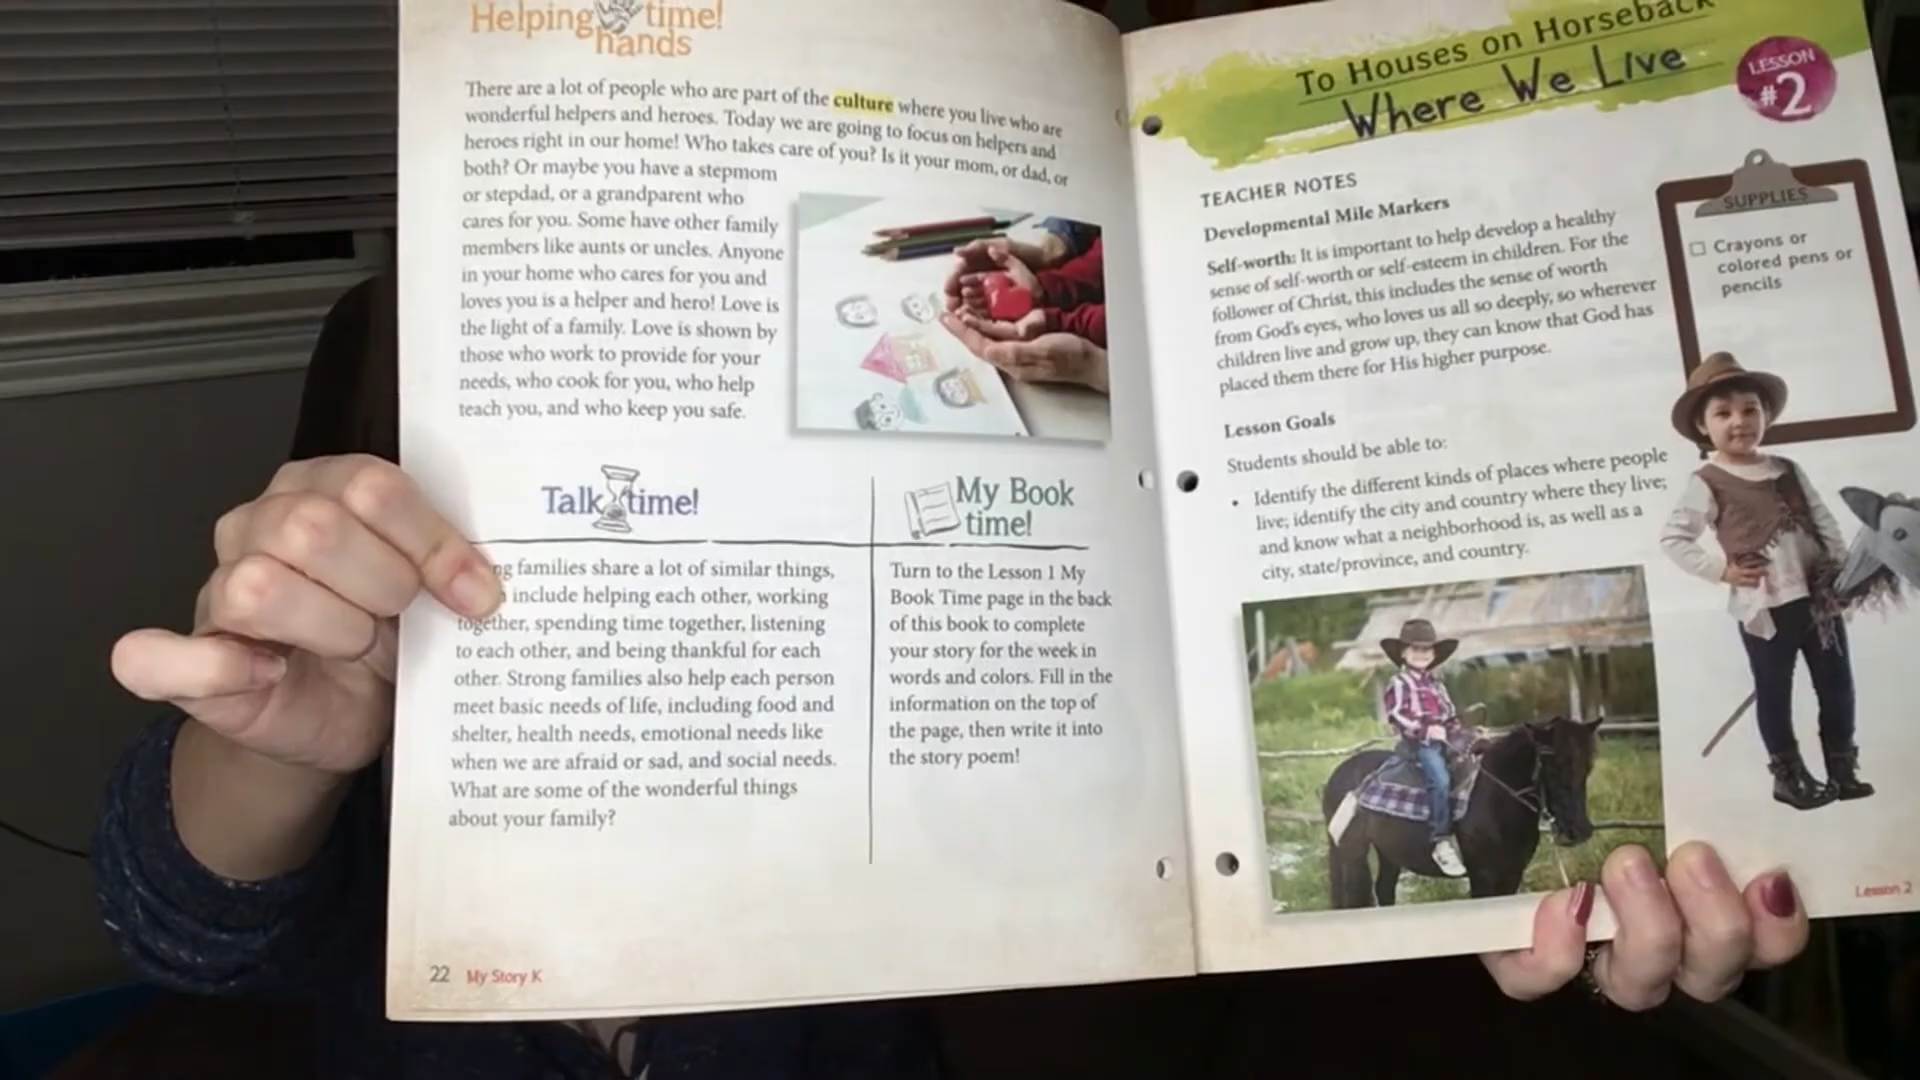 Helping time!
hands
There are a lot of people who are part of the culture where you live who are
wonderful helpers and heroes. Today we are going to focus on helpers and
heroes right in our home! Who takes care of you? Is it your mom, or dad, or
both? Or maybe you have a stepmom
or stepdad, or a grandparent who
cares for you. Some have other family
members like aunts or uncles. Anyone
in your home who cares for you and
loves you is a helper and hero! Love is
the light of a family. Love is shown by
those who work to provide for your
needs, who cook for you, who help
teach you, and who keep you safe.
Talk time!
families share a lot of similar things,
include helping each other, working
together, spending time together, listening
to each other, and being thankful for each
other. Strong families also help each person
meet basic needs of life, including food and
shelter, health needs, emotional needs like
when we are afraid or sad, and social needs.
What are some of the wonderful things
about your family?
My Book
time!
Turn to the Lesson 1 My
Book Time page in the back
of this book to complete
your story for the week in
words and colors. Fill in the
information on the top of
the page, then write it into
the story poem!
22 My Story K
To Houses on Horseback
Where We Live
LESSON
#2
TEACHER NOTES
Developmental Mile Markers
Self-worth: It is important to help develop a healthy
sense of self-worth or self-esteem in children. For the
follower of Christ, this includes the sense of worth
from God's eyes, who loves us all so deeply, so wherever
children live and grow up, they can know that God has
placed them there for His higher purpose.
Lesson Goals
Students should be able to:
• Identify the different kinds of places where people
live; identify the city and country where they live;
and know what a neighborhood is, as well as a
city, state/province, and country.
SUPPLIES
☐ Crayons or
colored pens or
pencils
Lesson 2